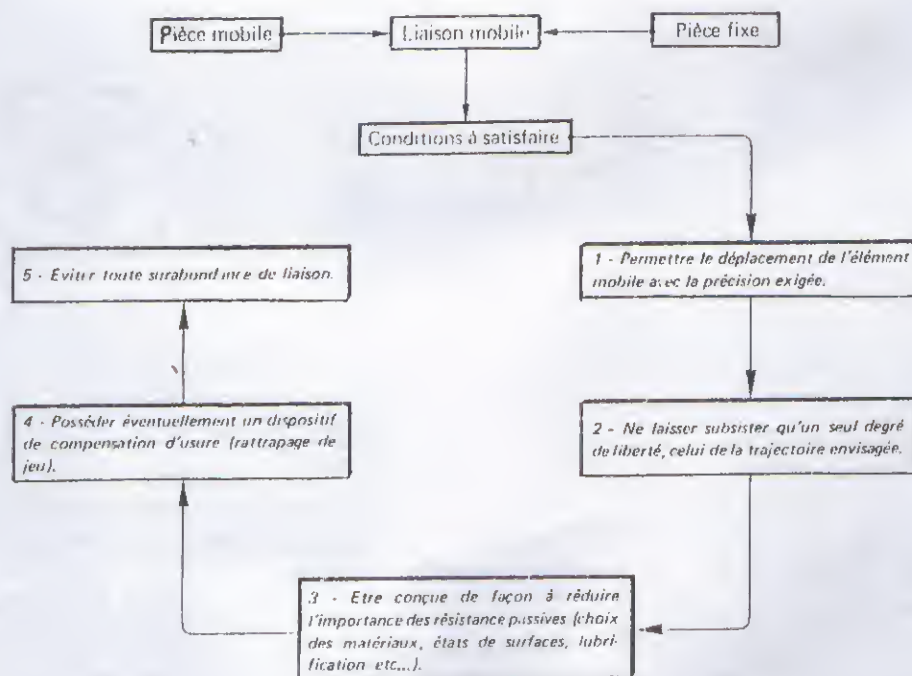 Pièce mobile
Liaison mobile
Pièce fixe
Conditions à satisfaire
1 - Permettre le déplacement de l'élément
mobile avec la précision exigée.
2 - Ne laisser subsister qu'un seul degré
de liberté, celui de la trajectoire envisagée.
3 - Etre conçue de façon à réduire
l'importance des résistance passives (choix
des matériaux, états de surfaces, lubri-
fication etc...).
4 - Posséder éventuellement un dispositif
de compensation d'usure (rattrapage de
jeu).
5 - Eviter toute surabondance de liaison.